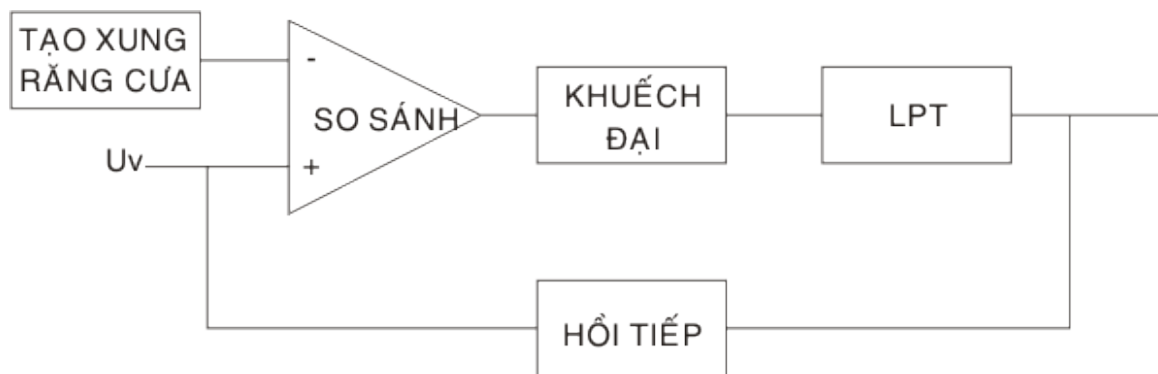 TẠO XUNG
RĂNG CƯA
-
SO SÁNH
Uv
+
KHUẾCH
ĐẠI
LPT
HỒI TIẾP